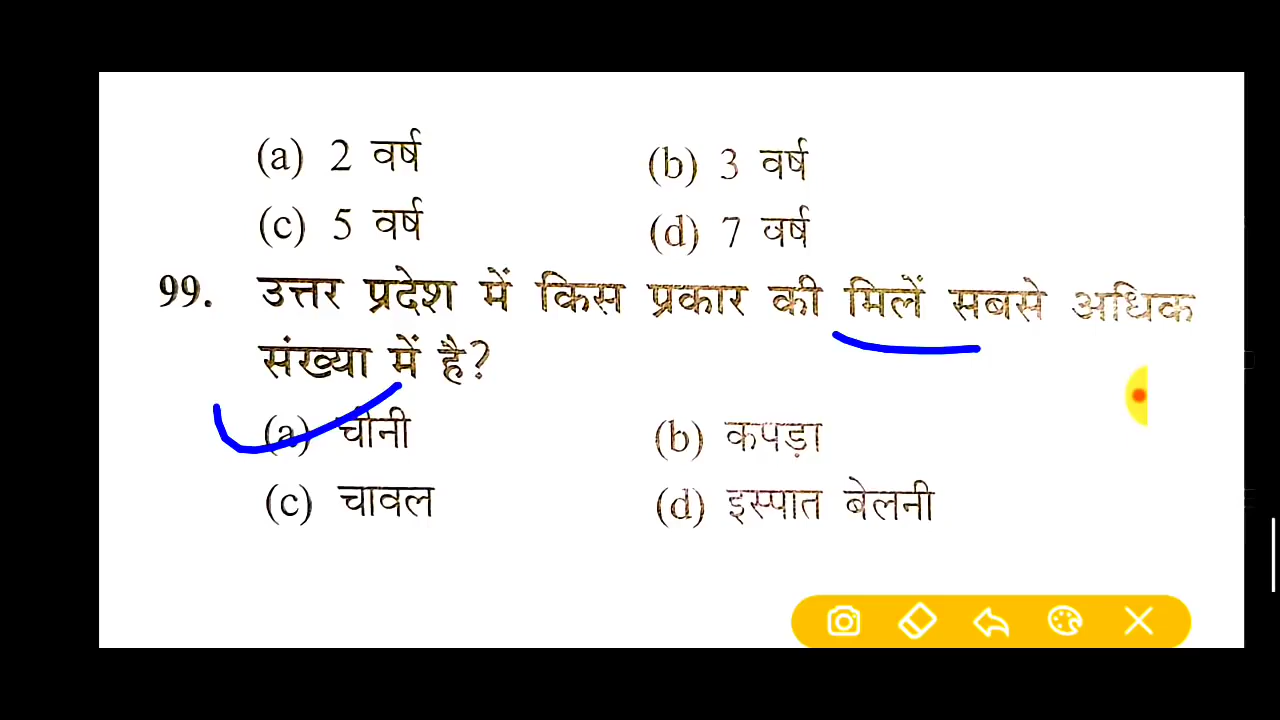 (a) 2 वर्ष (b) 3 वर्ष
(c) 5 वर्ष (d) 7 वर्ष
99. उत्तर प्रदेश में किस प्रकार की मिलें सबसे अधिक
संख्या में है?
(a) चीनी (b) कपड़ा
(c) चावल (d) इस्पात बेलनी